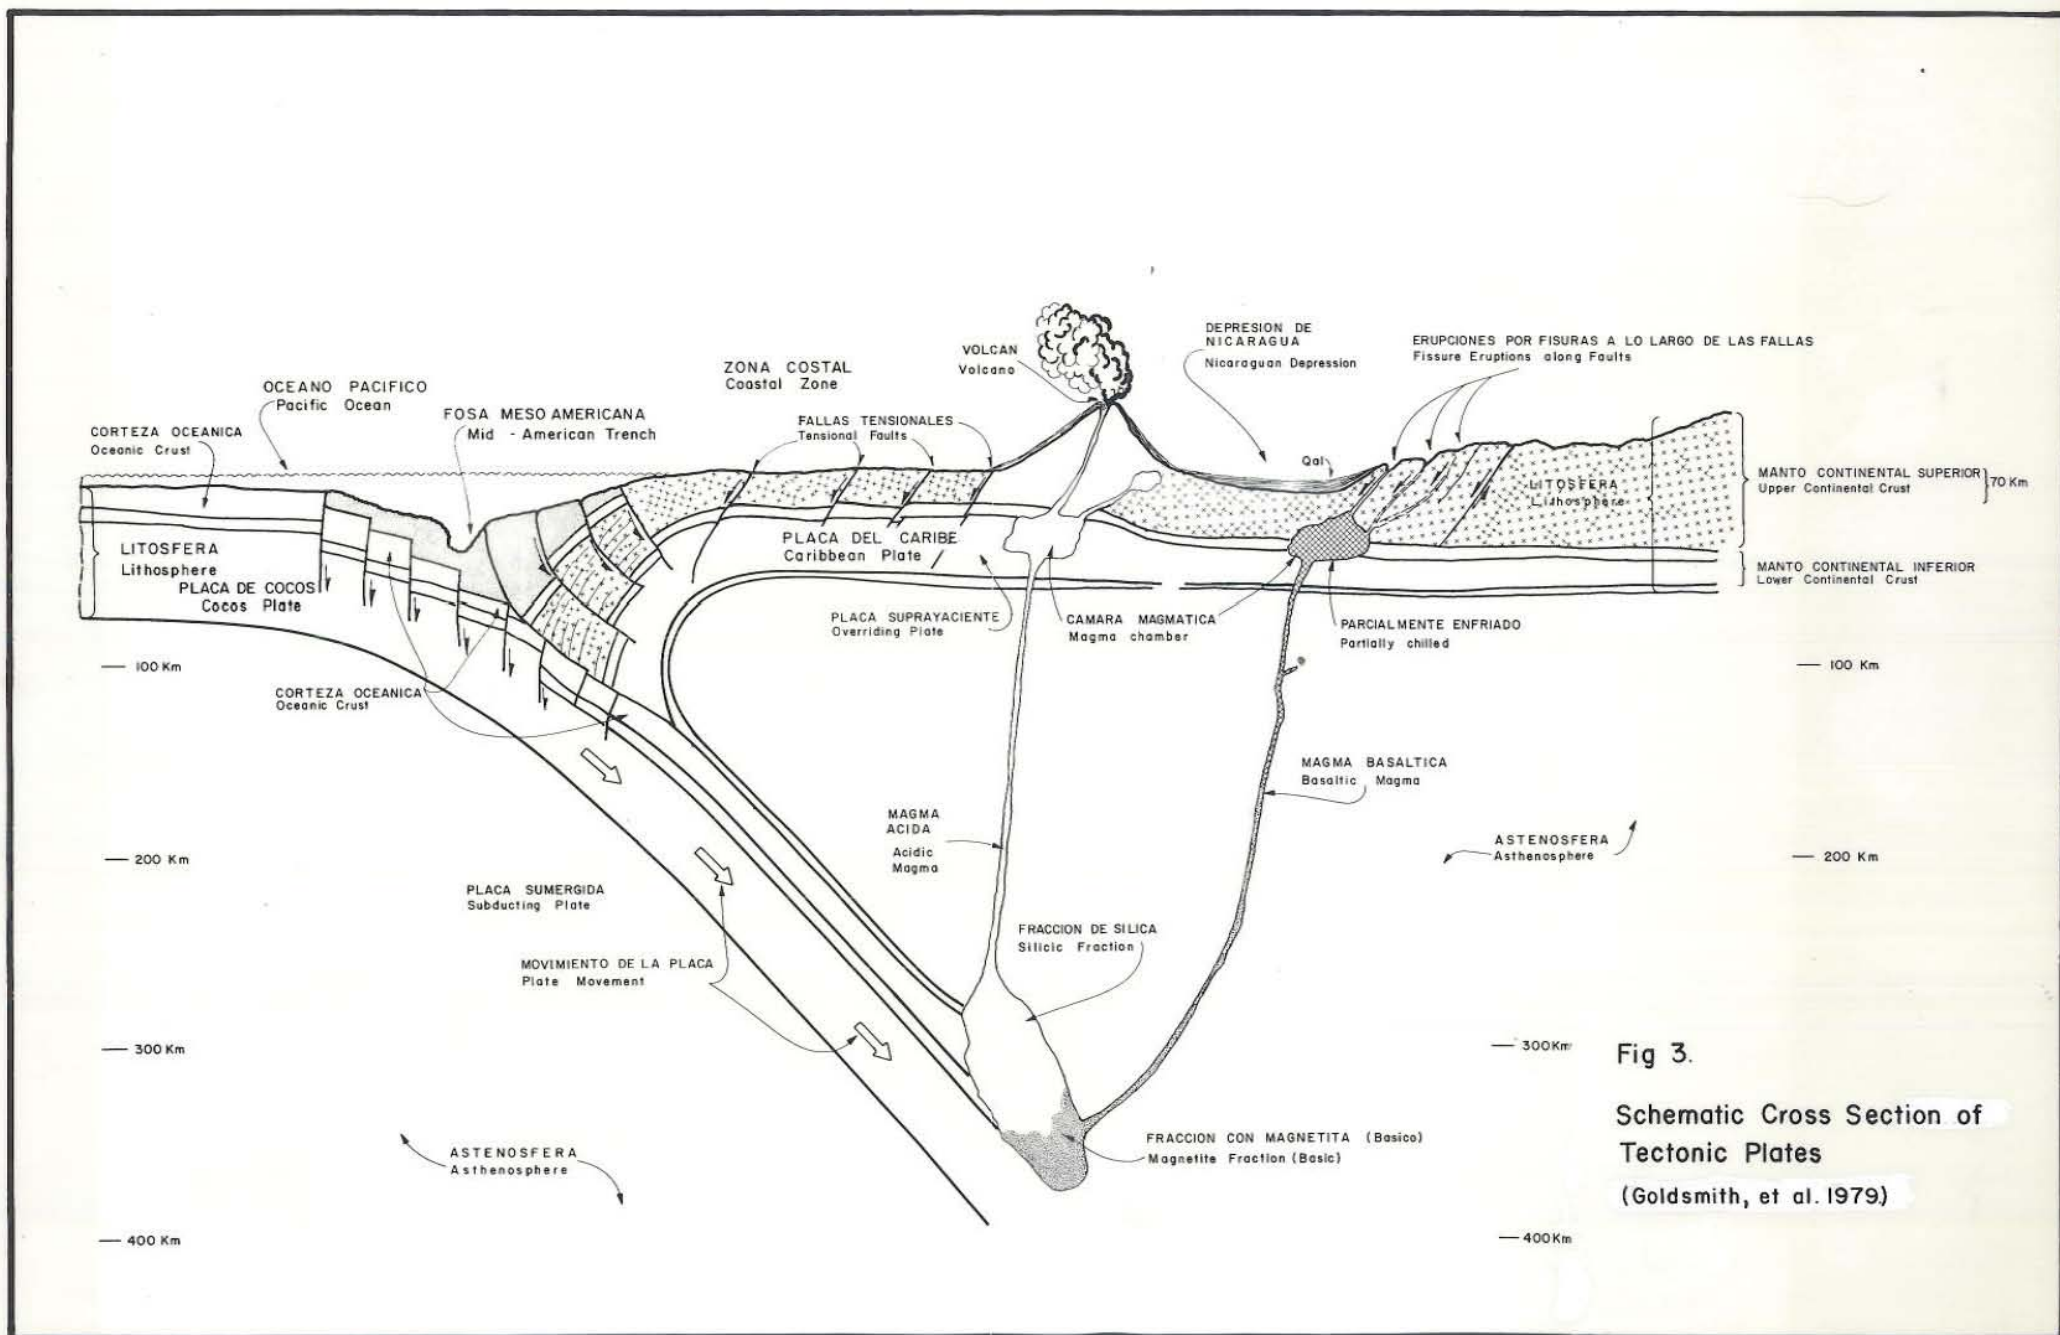 DEPRESION DE
NICARAGUA
Nicaraguan Depression
ERUPCIONES POR FISURAS A LO LARGO DE LAS FALLAS
Fissure Eruptions along Faults
VOLCAN
Volcano
ZONA COSTAL
Coastal Zone
OCEANO PACIFICO
Pacific Ocean
FOSA MESO AMERICANA
Mid - American Trench
CORTEZA OCEANICA
Oceanic Crust
FALLAS TENSIONALES
Tensional Faults
Qal
LITOSFERA
Lithosphere
MANTO CONTINENTAL SUPERIOR
Upper Continental Crust
70 Km
LITOSFERA
Lithosphere
PLACA DE COCOS
Cocos Plate
PLACA DEL CARIBE
Caribbean Plate
MANTO CONTINENTAL INFERIOR
Lower Continental Crust
PLACA SUPRAYACIENTE
Overriding Plate
CAMARA MAGMATICA
Magma chamber
PARCIALMENTE ENFRIADO
Partially chilled
100 Km
100 Km
CORTEZA OCEANICA
Oceanic Crust
MAGMA BASALTICA
Basaltic Magma
MAGMA
ACIDA
Acidic
Magma
ASTENOSFERA
Asthenosphere
200 Km
200 Km
PLACA SUMERGIDA
Subducting Plate
FRACCION DE SILICA
Silicic Fraction
MOVIMIENTO DE LA PLACA
Plate Movement
300 Km
300Km
Fig 3.
Schematic Cross Section of
Tectonic Plates
(Goldsmith, et al. 1979.)
FRACCION CON MAGNETITA (Basico)
Magnetite Fraction (Basic)
ASTENOSFERA
Asthenosphere
400 Km
400Km